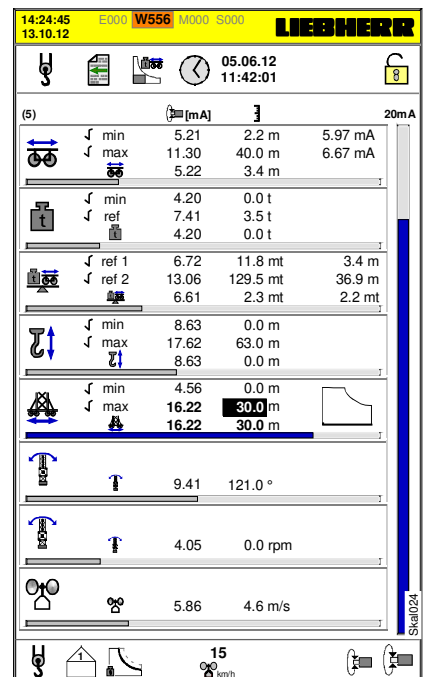 14:24:45 E000 W556 M000 S000 LIEBHERR
13.10.12
05.06.12
11:42:01
8
(5) [mA] 20mA
min 5.21 2.2 m 5.97 mA
max 11.30 40.0 m 6.67 mA
5.22 3.4 m
min 4.20 0.0 t
t ref 7.41 3.5 t
t 4.20 0.0 t
t ref 1 6.72 11.8 mt 3.4 m
ref 2 13.06 129.5 mt 36.9 m
6.61 2.3 mt 2.2 mt
min 8.63 0.0 m
max 17.62 63.0 m
8.63 0.0 m
min 4.56 0.0 m
max 16.22 30.0 m
16.22 30.0 m
9.41 121.0 °
4.05 0.0 rpm
5.86 4.6 m/s
Skal024
1 15
km/h